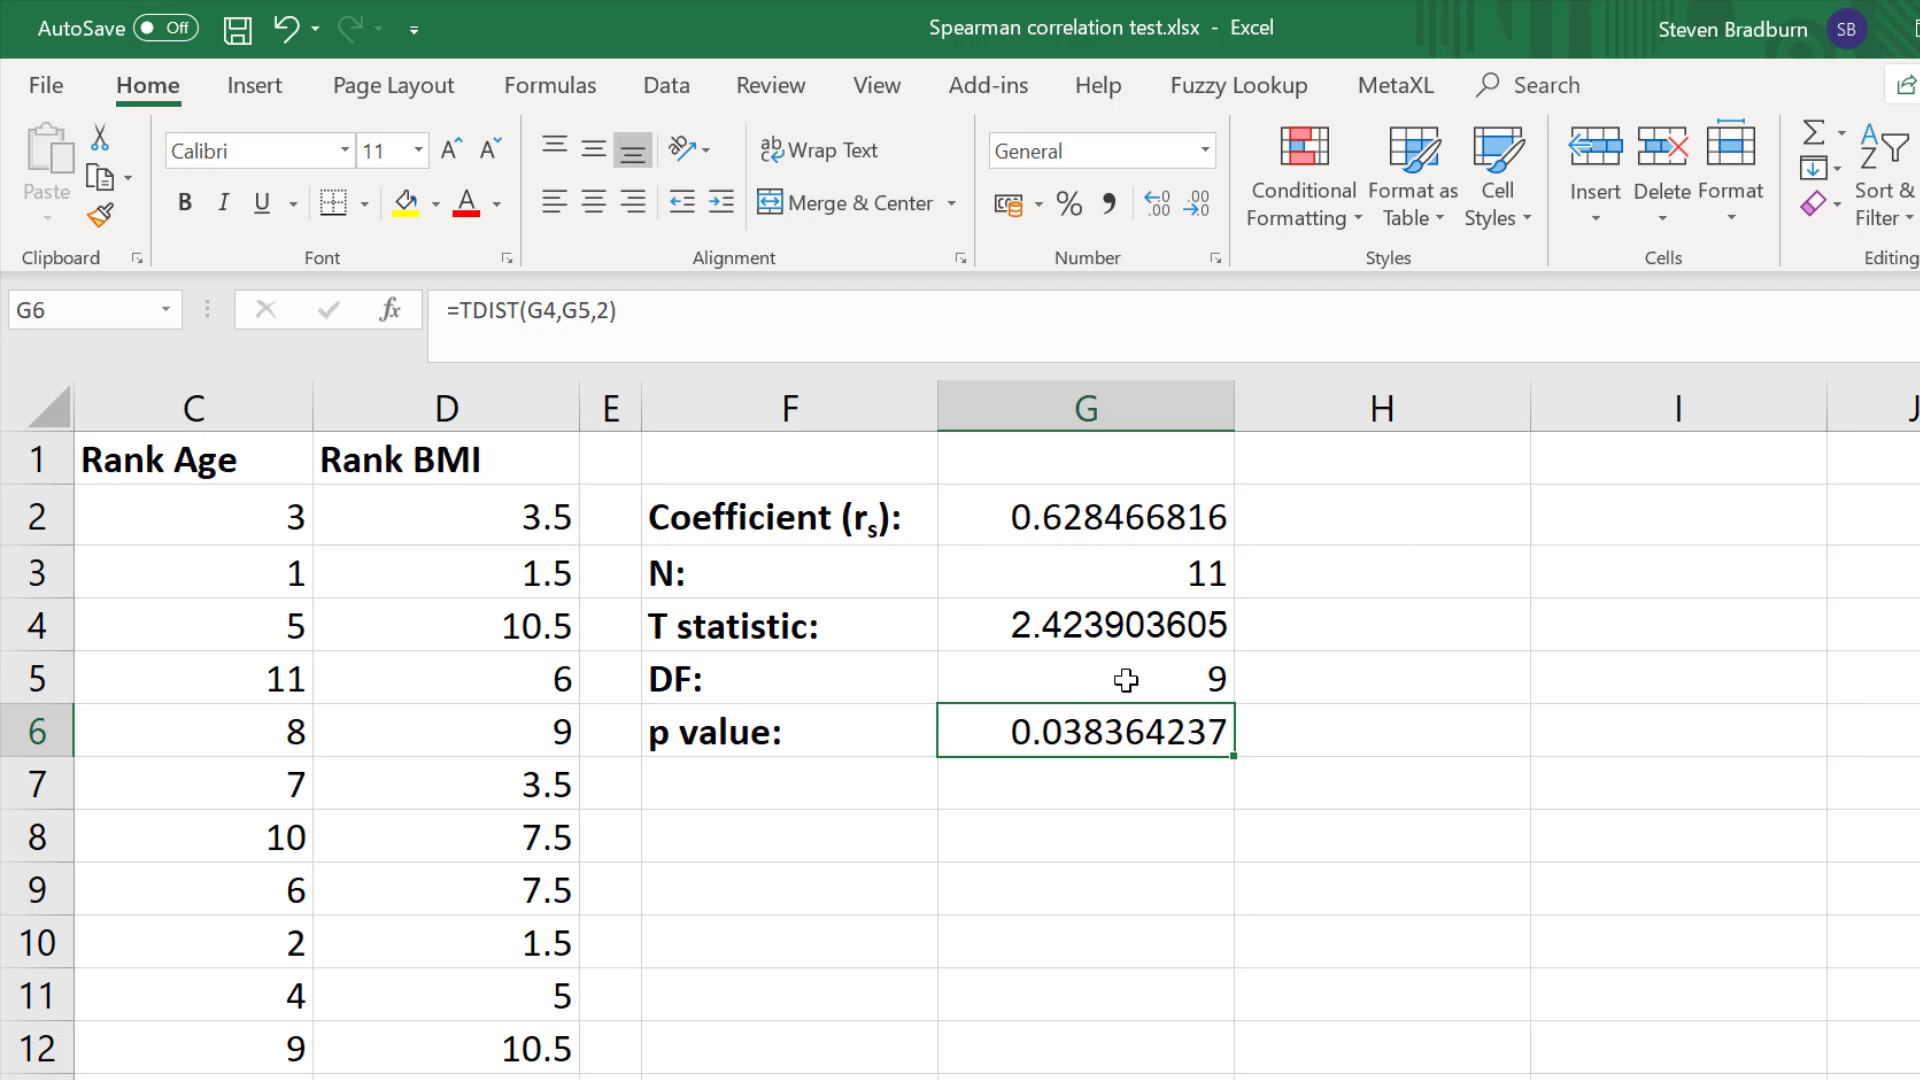 AutoSave Off Spearman correlation test.xlsx - Excel Steven Bradburn SB
File Home Insert Page Layout Formulas Data Review View Add-ins Help Fuzzy Lookup MetaXL Search
Calibri 11 A A ab Wrap Text General
Paste B I U A Merge & Center % , .00 .00 Conditional Formatting Format as Table Cell Styles Insert Delete Format Sort & Filter
Clipboard Font Alignment Number Styles Cells Editing
G6 fx =TDIST(G4,G5,2)
C D E F G H I J
1 Rank Age Rank BMI
2 3 3.5 Coefficient (rs): 0.628466816
3 1 1.5 N: 11
4 5 10.5 T statistic: 2.423903605
5 11 6 DF: 9
6 8 9 p value: 0.038364237
7 7 3.5
8 10 7.5
9 6 7.5
10 2 1.5
11 4 5
12 9 10.5